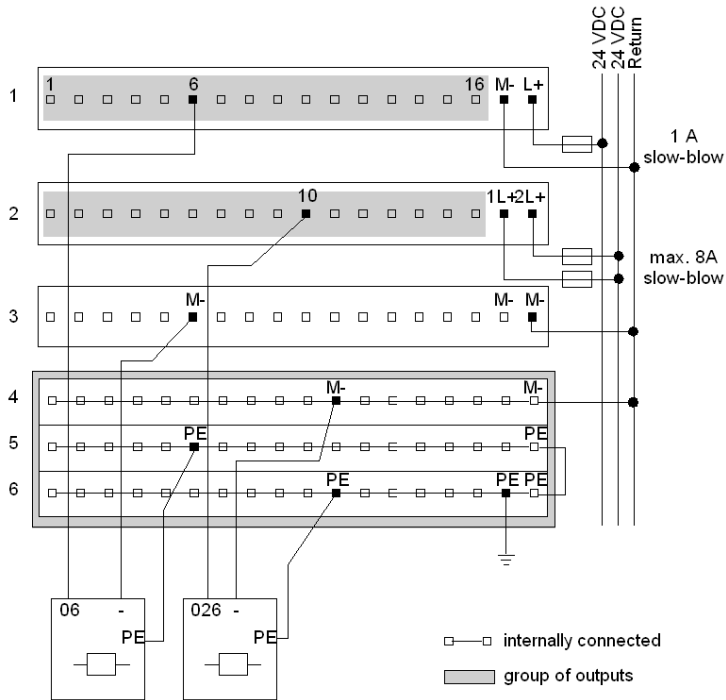 24 VDC
24 VDC
Return
1
1
6
16
M-
L+
1 A
slow-blow
2
10
1L+
2L+
max. 8A
slow-blow
3
M-
M-
M-
4
M-
M-
5
PE
PE
6
PE
PE
PE
06
-
PE
026
-
PE
internally connected
group of outputs